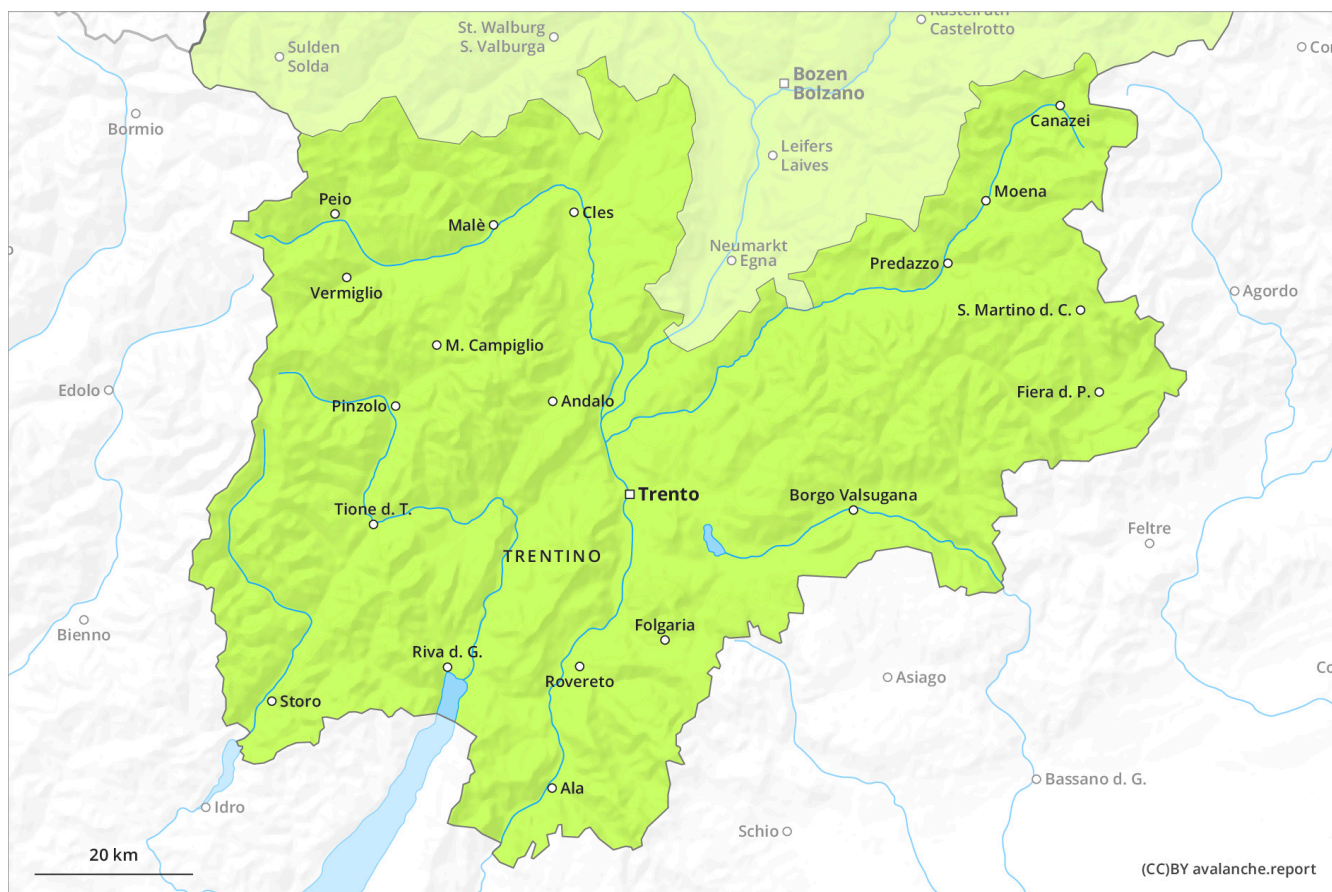 Kastelruth
Castelrotto
St. Walburg
S. Valburga
Sulden
Solda
Bozen
Bolzano
Bormio
Canazei
Leifers
Laives
Peio
Malè
Cles
Moena
Neumarkt
Egna
Predazzo
Vermiglio
Agordo
S. Martino d. C.
M. Campiglio
Edolo
Pinzolo
Andalo
Fiera d. P.
Trento
Borgo Valsugana
Tione d. T.
Feltre
TRENTINO
Bienno
Folgaria
Riva d. G.
Rovereto
Asiago
Storo
Bassano d. G.
Ala
Idro
Schio
20 km
(CC)BY avalanche.report